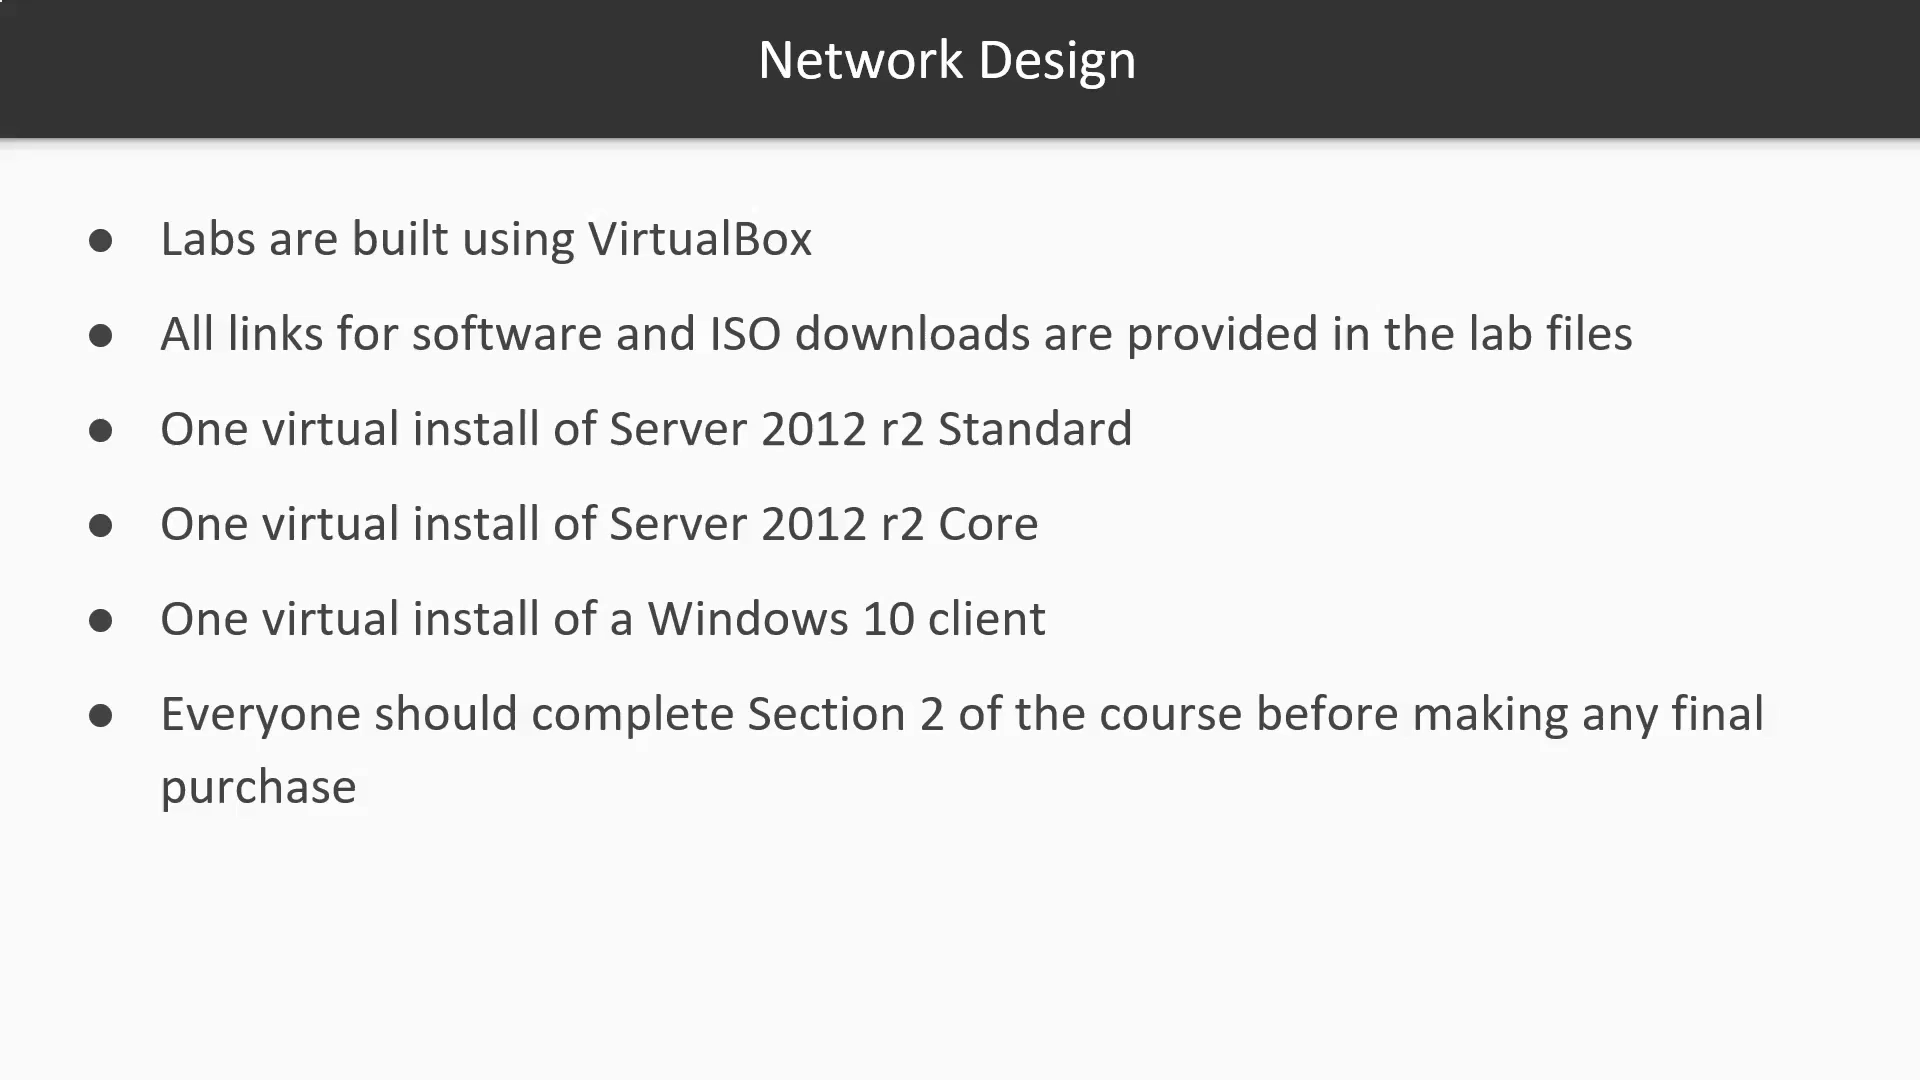 Network Design
● Labs are built using VirtualBox
● All links for software and ISO downloads are provided in the lab files
● One virtual install of Server 2012 r2 Standard
● One virtual install of Server 2012 r2 Core
● One virtual install of a Windows 10 client
● Everyone should complete Section 2 of the course before making any final
purchase